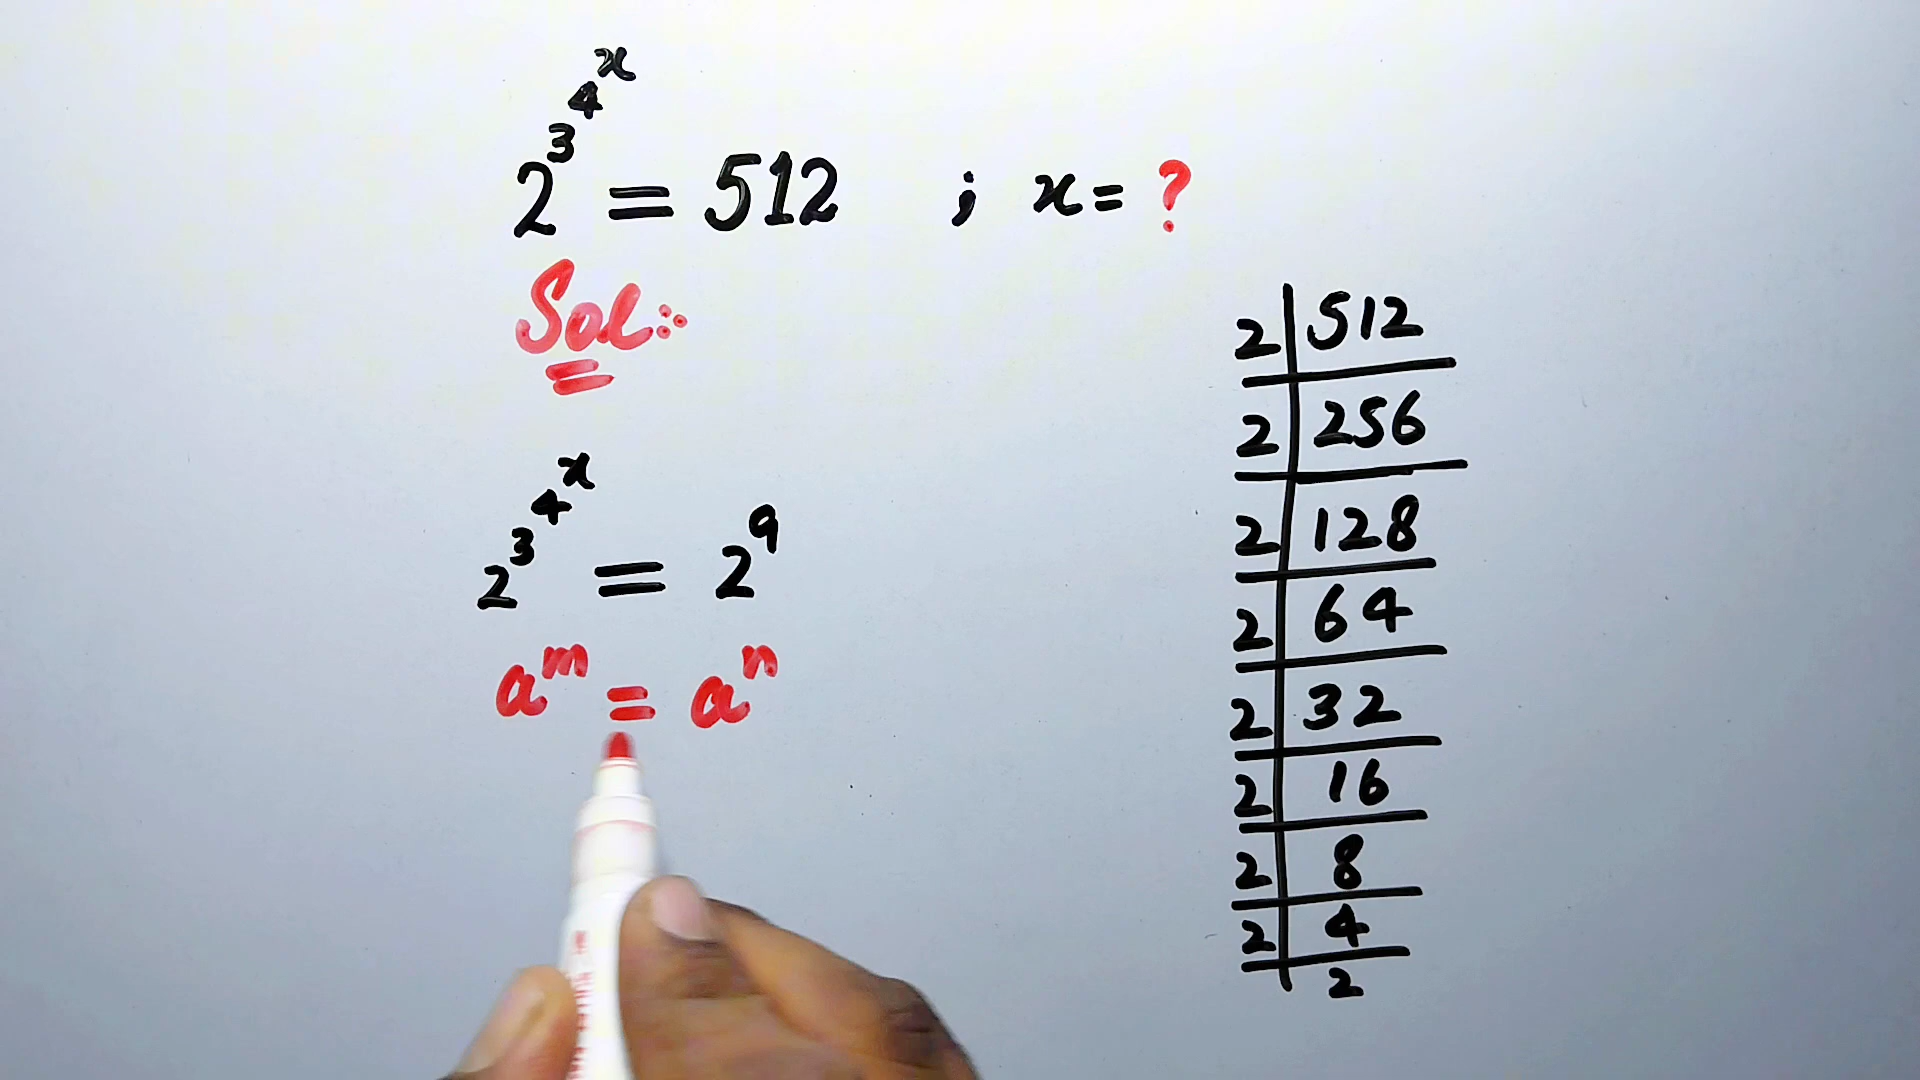 2^3^4^x = 512 ; x = ?
Sol:
2^3^4^x = 2^9
a^m = a^n
2 | 512
2 | 256
2 | 128
2 | 64
2 | 32
2 | 16
2 | 8
2 | 4
2